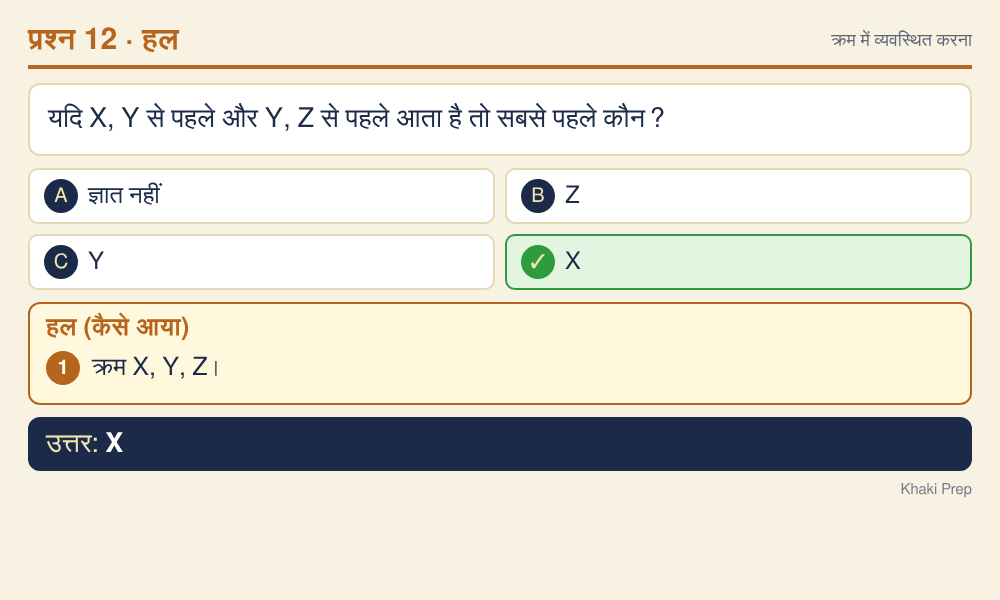 प्रश्न 12 · हल
क्रम में व्यवस्थित करना
यदि X, Y से पहले और Y, Z से पहले आता है तो सबसे पहले कौन ?
A ज्ञात नहीं
B Z
C Y
✓ X
हल (कैसे आया)
1 क्रम X, Y, Z।
उत्तर: X
Khaki Prep